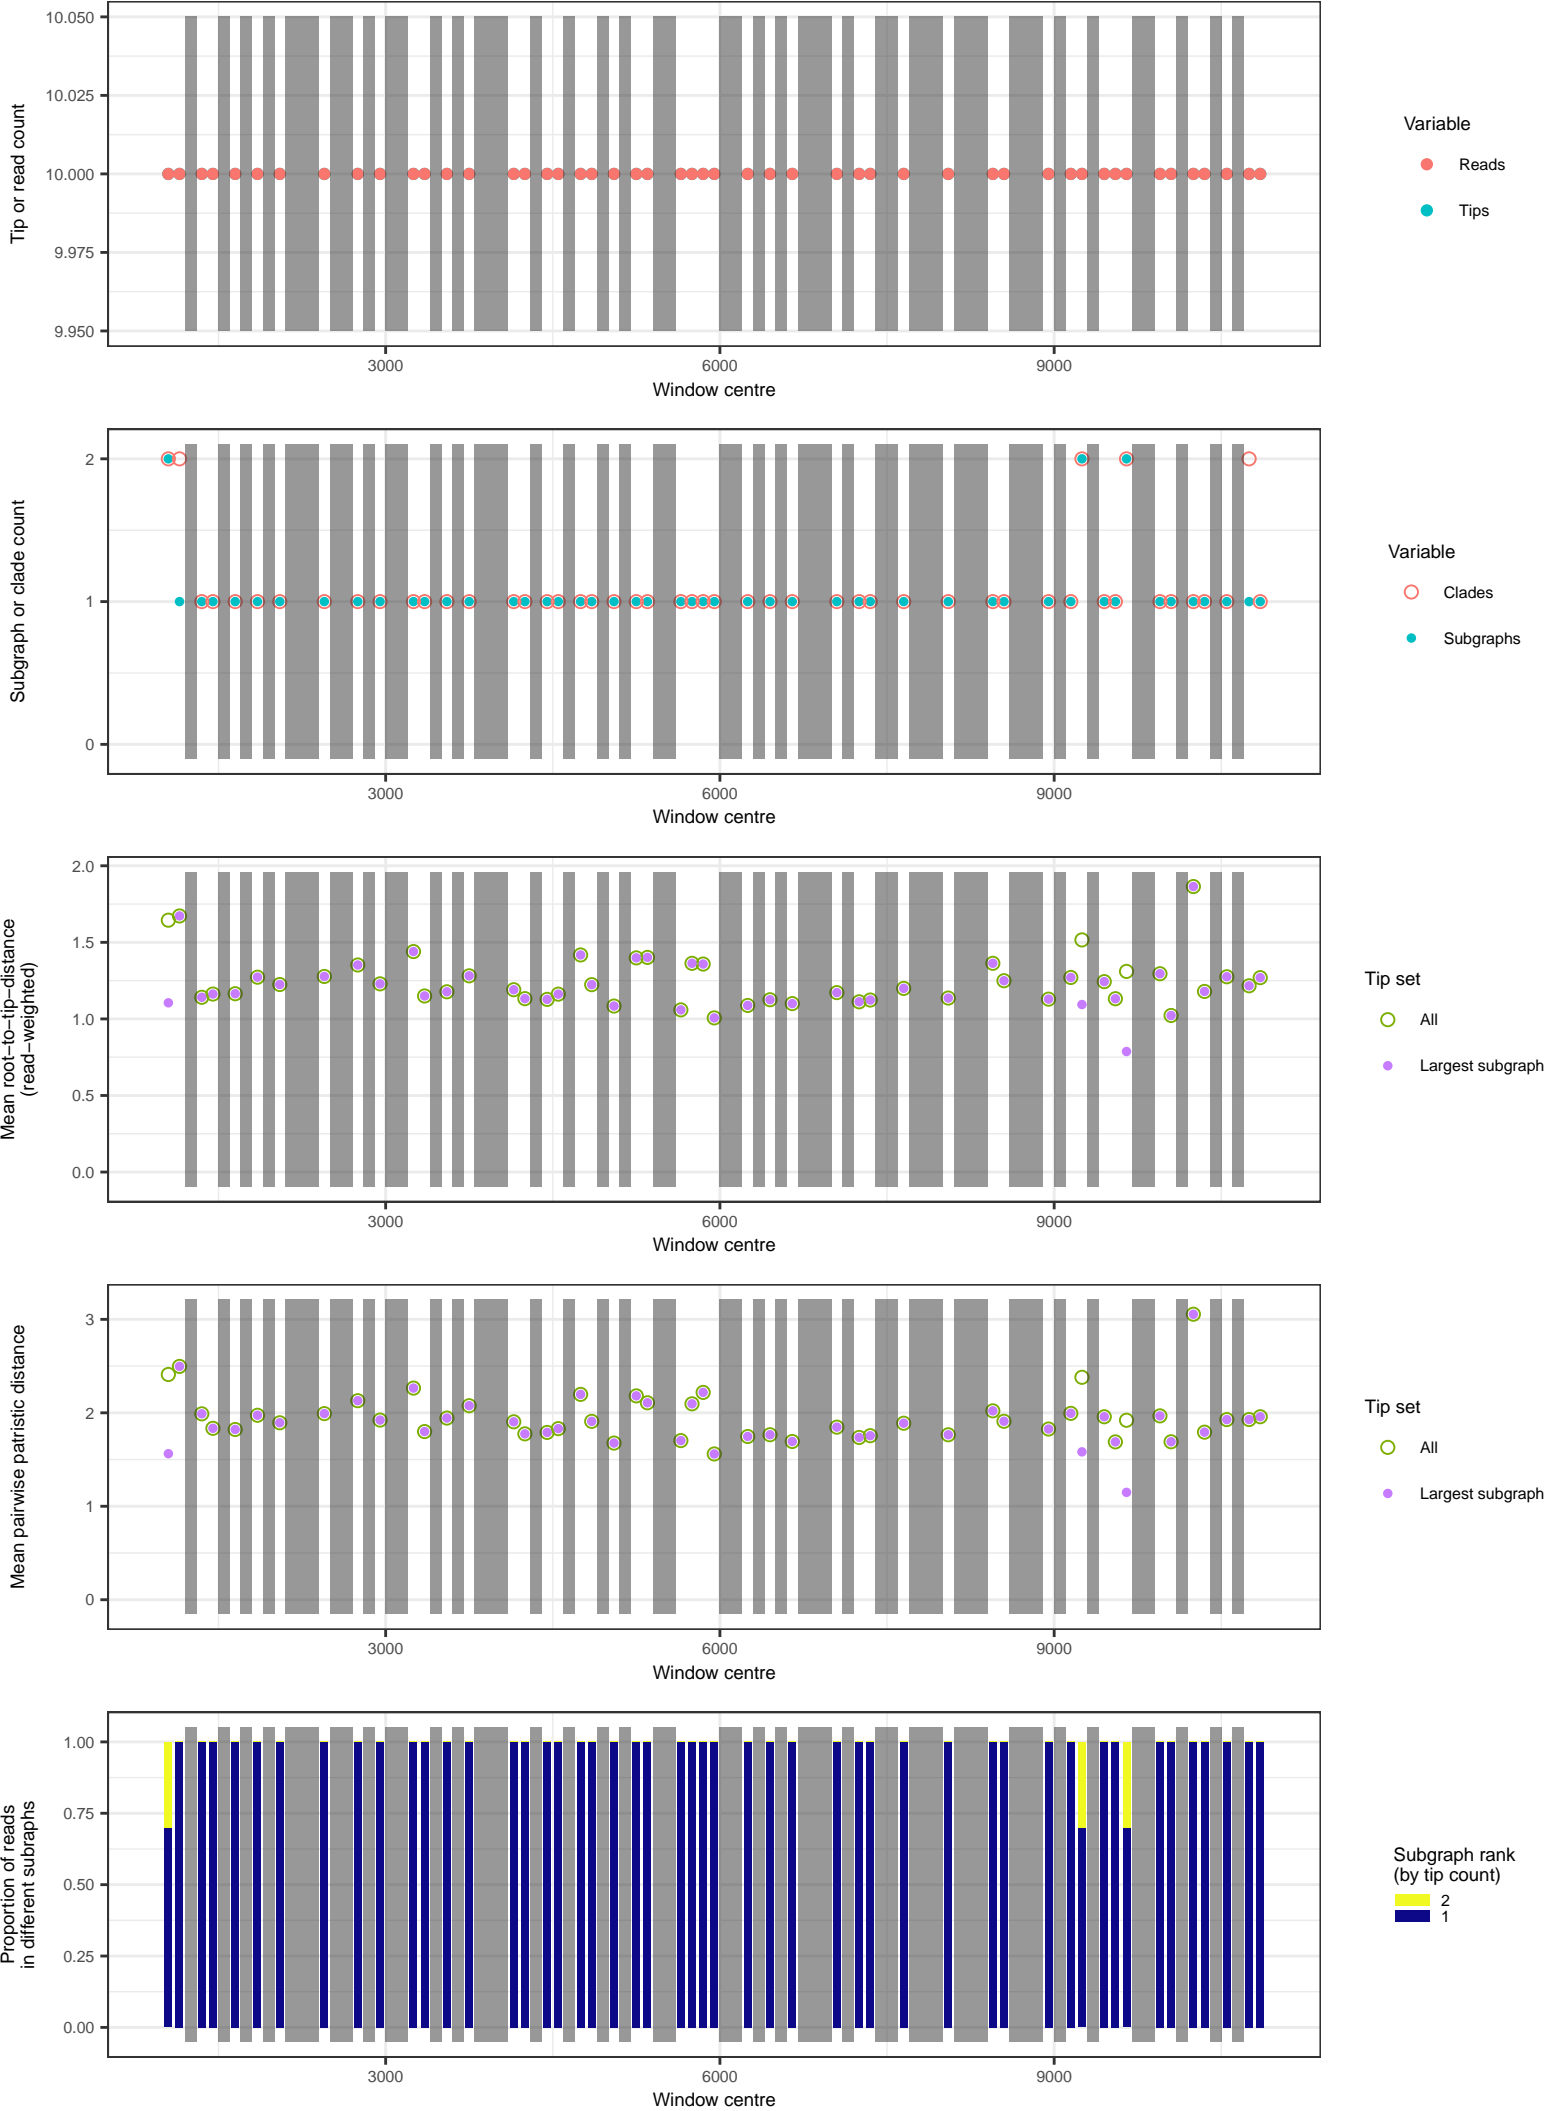 10.050
10.025
10.000
9.975
9.950
Tip or read count
3000
6000
9000
Window centre
Variable
Reads
Tips
2
1
0
Subgraph or clade count
3000
6000
9000
Window centre
Variable
Clades
Subgraphs
2.0
1.5
1.0
0.5
0.0
Mean root−to−tip−distance
(read−weighted)
3000
6000
9000
Window centre
Tip set
All
Largest subgraph
3
2
1
0
Mean pairwise patristic distance
3000
6000
9000
Window centre
Tip set
All
Largest subgraph
1.00
0.75
0.50
0.25
0.00
Proportion of reads
in different subraphs
3000
6000
9000
Window centre
Subgraph rank
(by tip count)
2
1